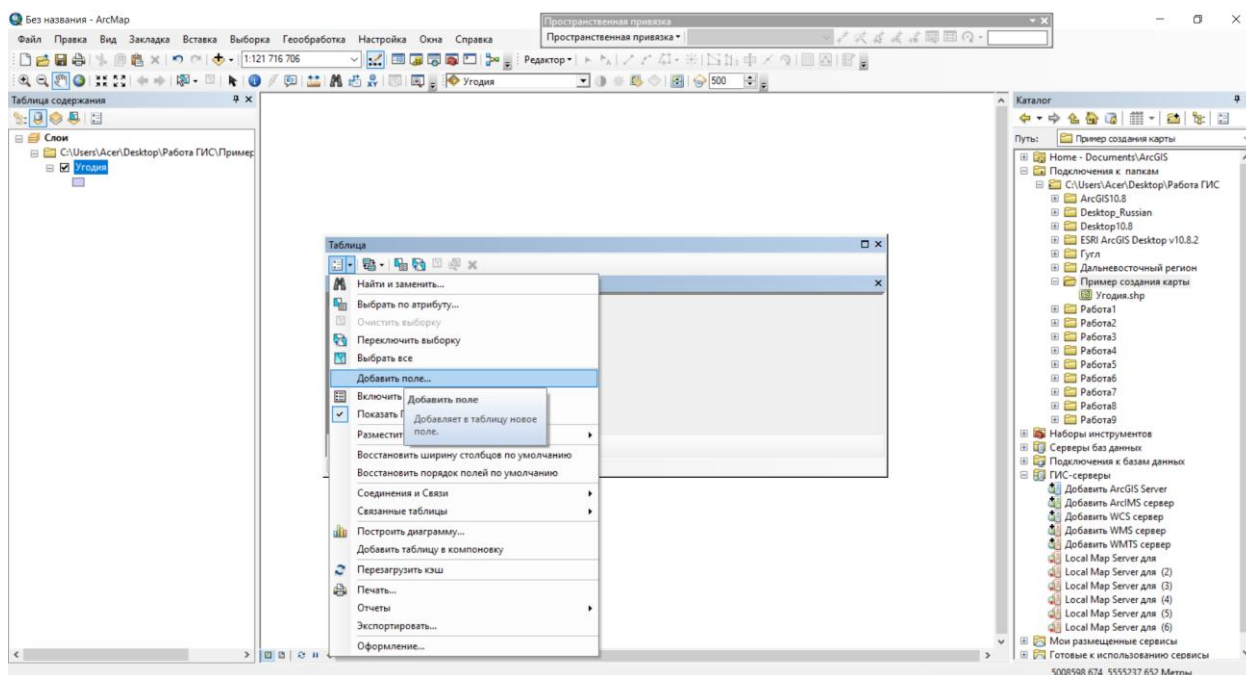 Без названия - ArcMap
Пространственная привязка
Файл Правка Вид Закладка Вставка Выборка Геообработка Настройка Окна Справка
Пространственная привязка
1:121 716 706
Редактор
Угодия
500
Таблица содержания
Слои
C:\Users\Acer\Desktop\Работа ГИС\Пример
Угодия
Таблица
Найти и заменить...
Выбрать по атрибуту...
Очистить выборку
Переключить выборку
Выбрать все
Добавить поле...
Включить
Показать
Разместит
Добавить поле
Добавляет в таблицу новое
поле.
Восстановить ширину столбцов по умолчанию
Восстановить порядок полей по умолчанию
Соединения и Связи
Связанные таблицы
Построить диаграмму...
Добавить таблицу в компоновку
Перезагрузить кэш
Печать...
Отчеты
Экспортировать...
Оформление...
Каталог
Путь: Пример создания карты
Home - Documents\ArcGIS
Подключения к папкам
C:\Users\Acer\Desktop\Работа ГИС
ArcGIS10.8
Desktop_Russian
Desktop10.8
ESRI ArcGIS Desktop v10.8.2
Гугл
Дальневосточный регион
Пример создания карты
Угодия.shp
Работа1
Работа2
Работа3
Работа4
Работа5
Работа6
Работа7
Работа8
Работа9
Наборы инструментов
Серверы баз данных
Подключения к базам данных
ГИС-серверы
Добавить ArcGIS Server
Добавить ArcIMS сервер
Добавить WCS сервер
Добавить WMS сервер
Добавить WMTS сервер
Local Map Server для
Local Map Server для (2)
Local Map Server для (3)
Local Map Server для (4)
Local Map Server для (5)
Local Map Server для (6)
Мои размещенные сервисы
Готовые к использованию сервисы
5008598,674 5555237,652 Метры